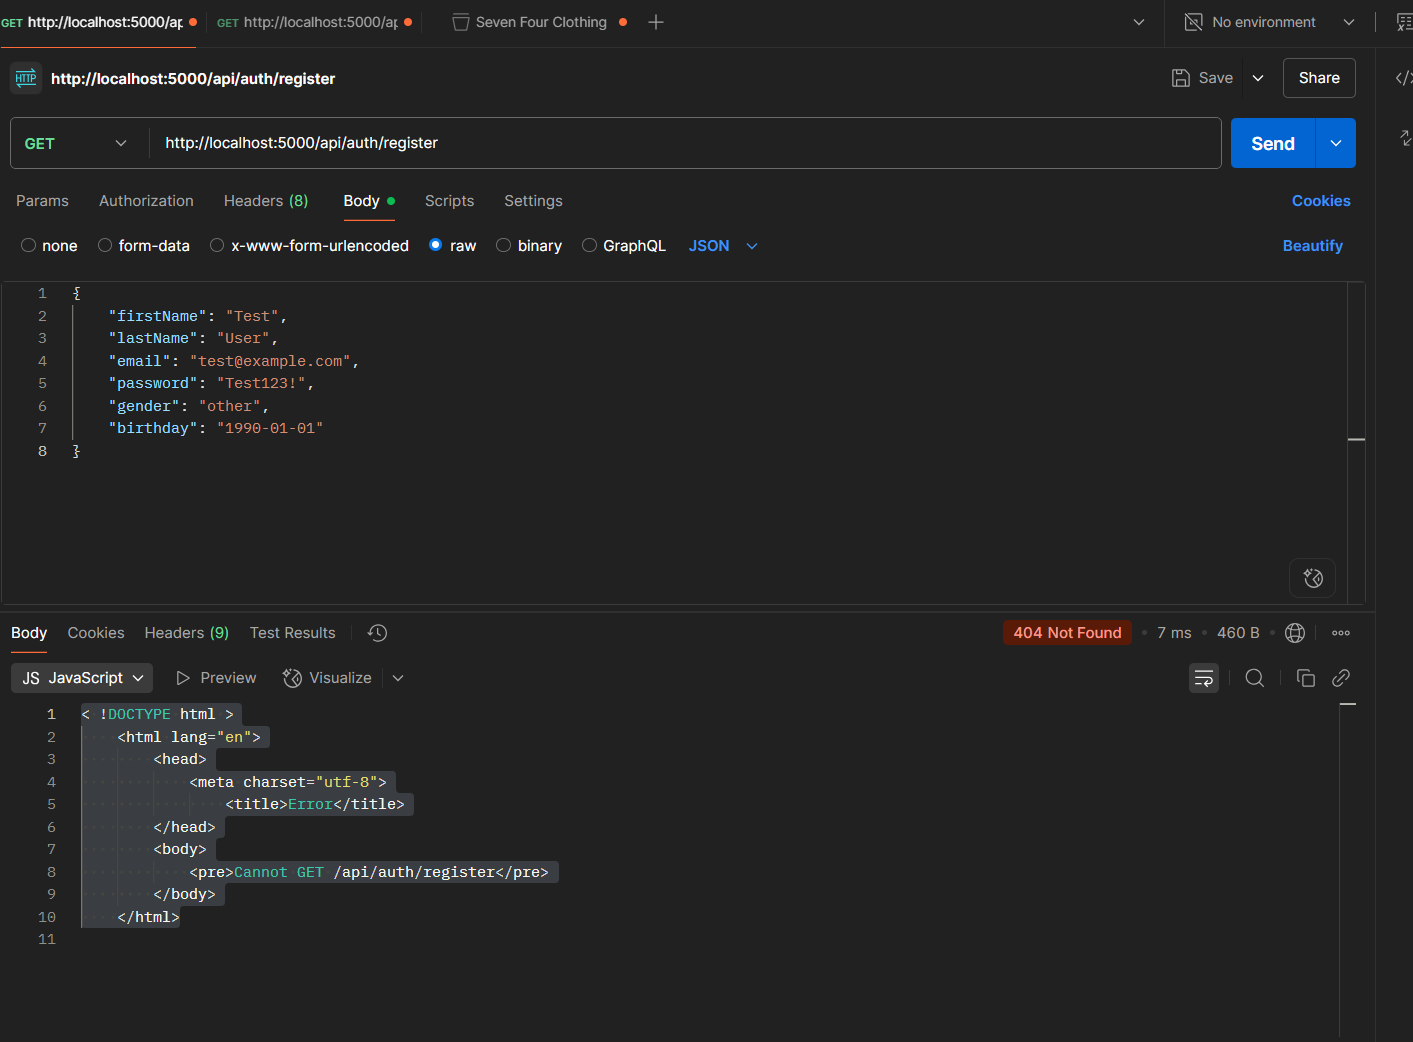 GET http://localhost:5000/ap
GET http://localhost:5000/ap
Seven Four Clothing
No environment
HTTP
http://localhost:5000/api/auth/register
Save
Share
GET
http://localhost:5000/api/auth/register
Send
Params
Authorization
Headers (8)
Body
Scripts
Settings
Cookies
none
form-data
x-www-form-urlencoded
raw
binary
GraphQL
JSON
Beautify
1 {
2 "firstName": "Test",
3 "lastName": "User",
4 "email": "test@example.com",
5 "password": "Test123!",
6 "gender": "other",
7 "birthday": "1990-01-01"
8 }
Body
Cookies
Headers (9)
Test Results
404 Not Found
7 ms
460 B
JS JavaScript
Preview
Visualize
1 < !DOCTYPE html >
2 <html lang="en">
3 <head>
4 <meta charset="utf-8">
5 <title>Error</title>
6 </head>
7 <body>
8 <pre>Cannot GET /api/auth/register</pre>
9 </body>
10 </html>
11